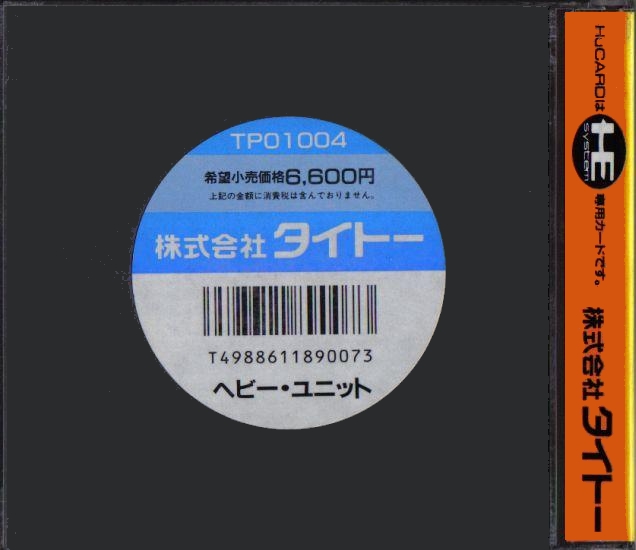 TP01004
希望小売価格6,600円
上記の金額に消費税は含んでおりません。
株式会社 タイトー
T4988611890073
ヘビー・ユニット
HuCARDは HE system 専用カードです。
株式会社 タイトー